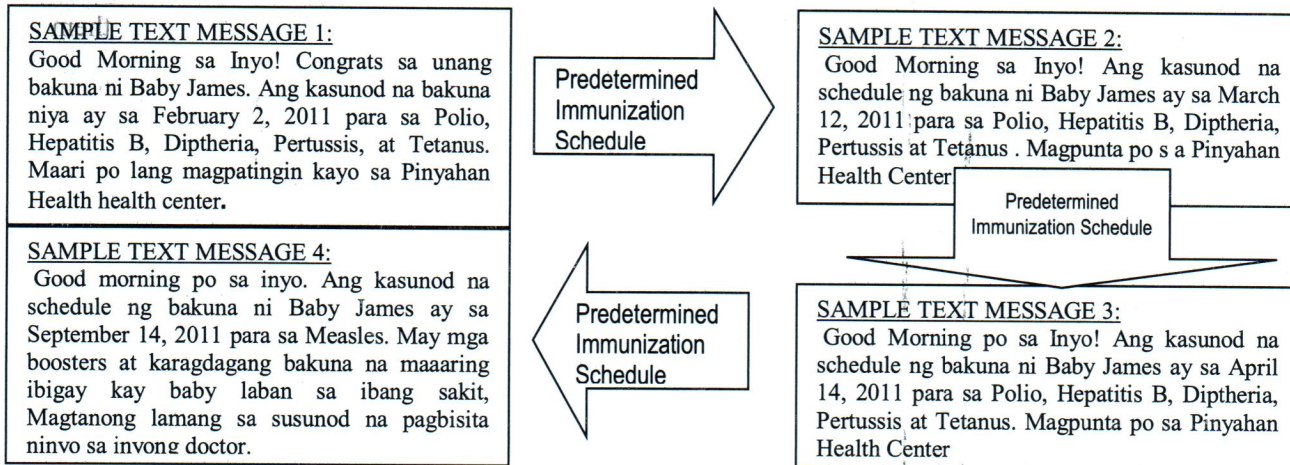 SAMPLE TEXT MESSAGE 1:
Good Morning sa Inyo! Congrats sa unang
bakuna ni Baby James. Ang kasunod na bakuna
niya ay sa February 2, 2011 para sa Polio,
Hepatitis B, Diptheria, Pertussis, at Tetanus.
Maari po lang magpatingin kayo sa Pinyahan
Health health center.
Predetermined
Immunization
Schedule
SAMPLE TEXT MESSAGE 2:
Good Morning sa Inyo! Ang kasunod na
schedule ng bakuna ni Baby James ay sa March
12, 2011 para sa Polio, Hepatitis B, Diptheria,
Pertussis at Tetanus . Magpunta po s a Pinyahan
Health Center.
Predetermined
Immunization Schedule
SAMPLE TEXT MESSAGE 3:
Good Morning po sa Inyo! Ang kasunod na
schedule ng bakuna ni Baby James ay sa April
14, 2011 para sa Polio, Hepatitis B, Diptheria,
Pertussis at Tetanus. Magpunta po sa Pinyahan
Health Center
Predetermined
Immunization
Schedule
SAMPLE TEXT MESSAGE 4:
Good morning po sa inyo. Ang kasunod na
schedule ng bakuna ni Baby James ay sa
September 14, 2011 para sa Measles. May mga
boosters at karagdagang bakuna na maaaring
ibigay kay baby laban sa ibang sakit,
Magtanong lamang sa susunod na pagbisita
ninyo sa inyong doctor.